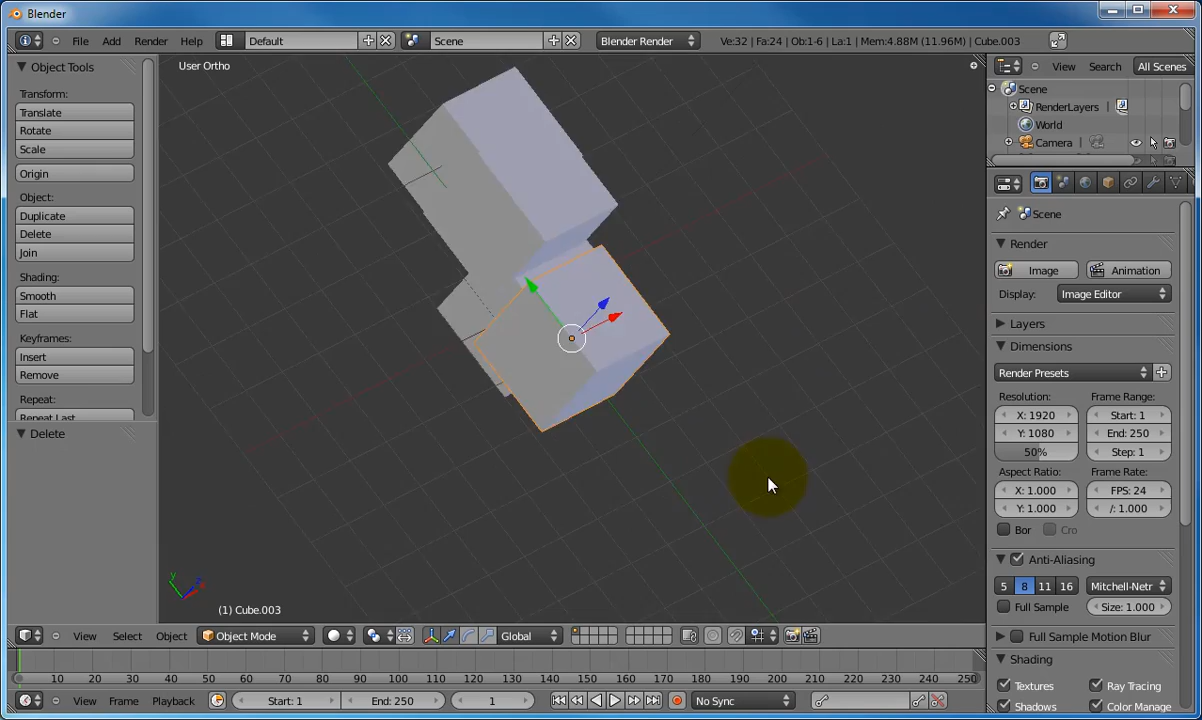 Blender
File Add Render Help Default Scene Blender Render Ve:32 | Fa:24 | Ob:1-6 | La:1 | Mem:4.88M (11.96M) | Cube.003
Object Tools
Transform:
Translate
Rotate
Scale
Origin
Object:
Duplicate
Delete
Join
Shading:
Smooth
Flat
Keyframes:
Insert
Remove
Repeat:
Repeat Last
Delete
User Ortho
y
z
x
(1) Cube.003
View Select Object Object Mode Global
10 20 30 40 50 60 70 80 90 100 110 120 130 140 150 160 170 180 190 200 210 220 230 240 250
View Frame Playback Start: 1 End: 250 1 No Sync
View Search All Scenes
Scene
RenderLayers
World
Camera
Scene
Render
Image Animation
Display: Image Editor
Layers
Dimensions
Render Presets
Resolution: Frame Range:
X: 1920 Start: 1
Y: 1080 End: 250
50% Step: 1
Aspect Ratio: Frame Rate:
X: 1.000 FPS: 24
Y: 1.000 /: 1.000
Bor Cro
Anti-Aliasing
5 8 11 16 Mitchell-Netr
Full Sample Size: 1.000
Full Sample Motion Blur
Shading
Textures Ray Tracing
Shadows Color Manage